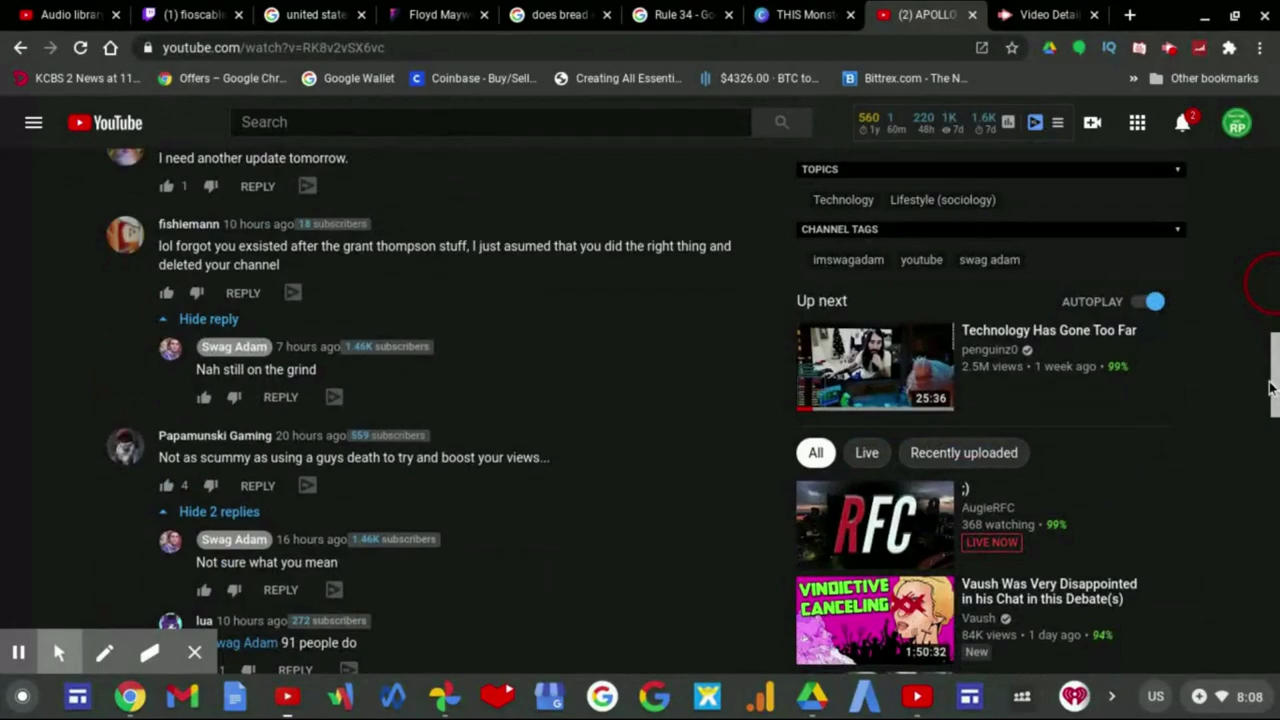 Audio library
(1) fioscable
united state
Floyd Mayw
does bread
Rule 34 - Go
THIS Monst
(2) APOLLO
Video Detai
youtube.com/watch?v=RK8v2vSX6vc
KCBS 2 News at 11...
Offers – Google Chr...
Google Wallet
Coinbase - Buy/Sell...
Creating All Essenti...
$4326.00 · BTC to...
Bittrex.com - The N...
Other bookmarks
YouTube
Search
560 1 220 1K 1.6K
1y 60m 48h 7d 7d
2
RP
I need another update tomorrow.
1 REPLY
fishiemann 10 hours ago 18 subscribers
lol forgot you exsisted after the grant thompson stuff, I just asumed that you did the right thing and
deleted your channel
REPLY
Hide reply
Swag Adam 7 hours ago 1.46K subscribers
Nah still on the grind
REPLY
Papamunski Gaming 20 hours ago 559 subscribers
Not as scummy as using a guys death to try and boost your views...
4 REPLY
Hide 2 replies
Swag Adam 16 hours ago 1.46K subscribers
Not sure what you mean
REPLY
lua 10 hours ago 272 subscribers
wag Adam 91 people do
1 REPLY
TOPICS
Technology Lifestyle (sociology)
CHANNEL TAGS
imswagadam youtube swag adam
Up next AUTOPLAY
Technology Has Gone Too Far
penguinz0
2.5M views • 1 week ago • 99%
25:36
All Live Recently uploaded
RFC
;)
AugieRFC
368 watching • 99%
LIVE NOW
VINDICTIVE
CANCELING
1:50:32
Vaush Was Very Disappointed
in his Chat in this Debate(s)
Vaush
84K views • 1 day ago • 94%
New
US
8:08